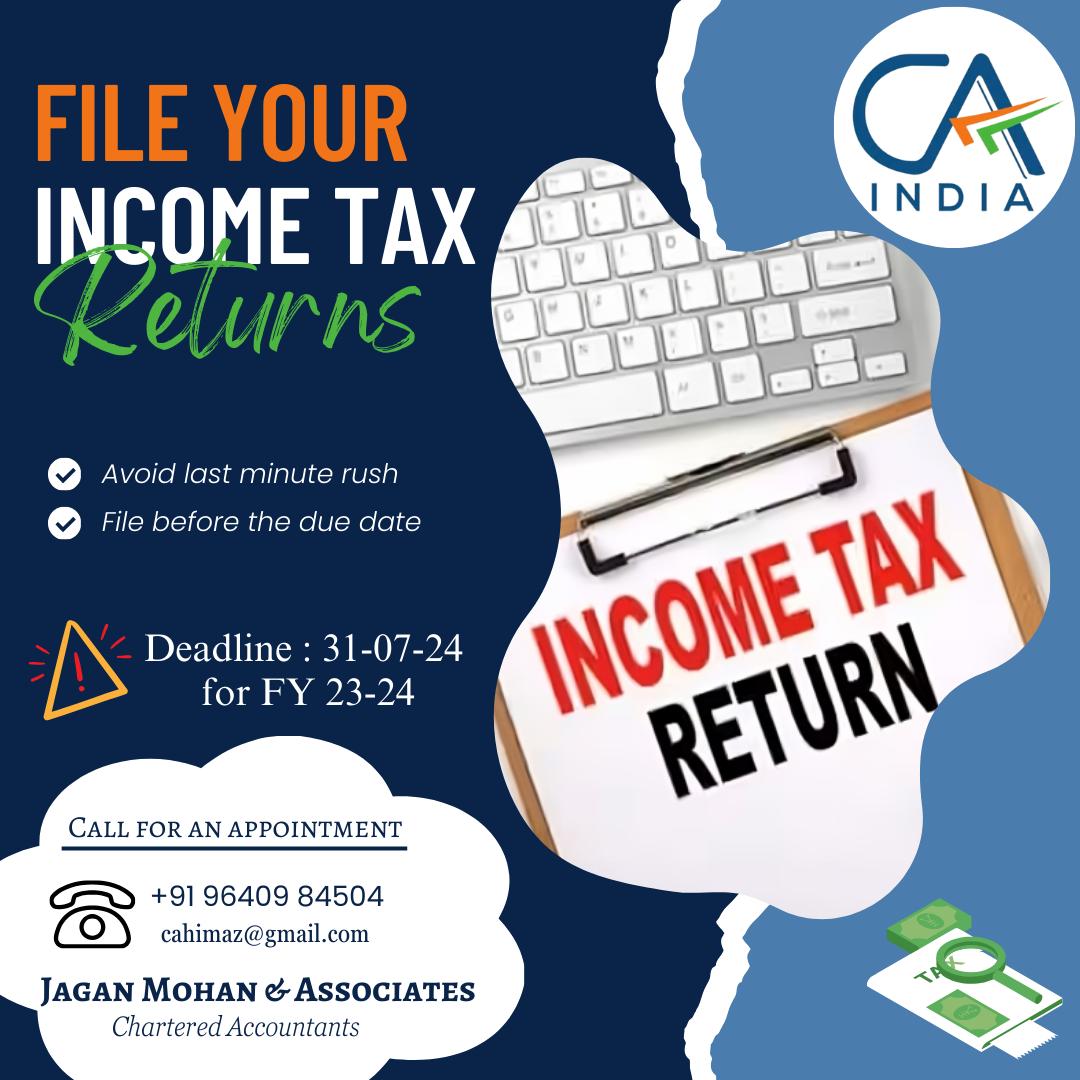 FILE YOUR
INCOME TAX
Returns
CA
INDIA
Avoid last minute rush
File before the due date
Deadline : 31-07-24
for FY 23-24
INCOME TAX
RETURN
CALL FOR AN APPOINTMENT
+91 96409 84504
cahimaz@gmail.com
JAGAN MOHAN & ASSOCIATES
Chartered Accountants
TAX